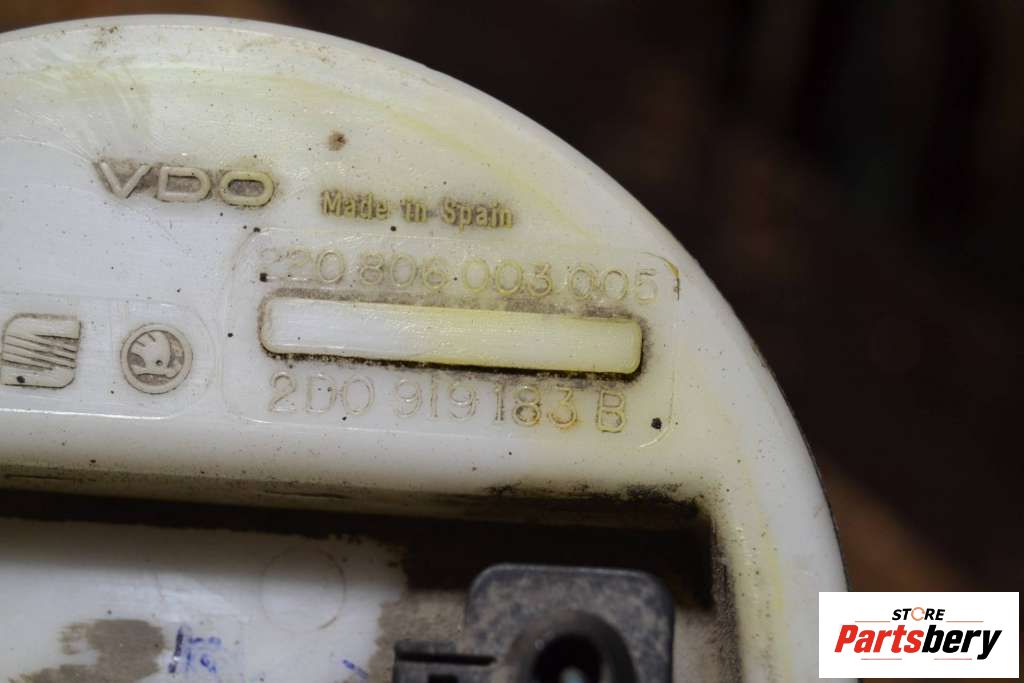 VDO
Made in Spain
220 806 003 005
2D0 919 183 B
STORE
Partsbery